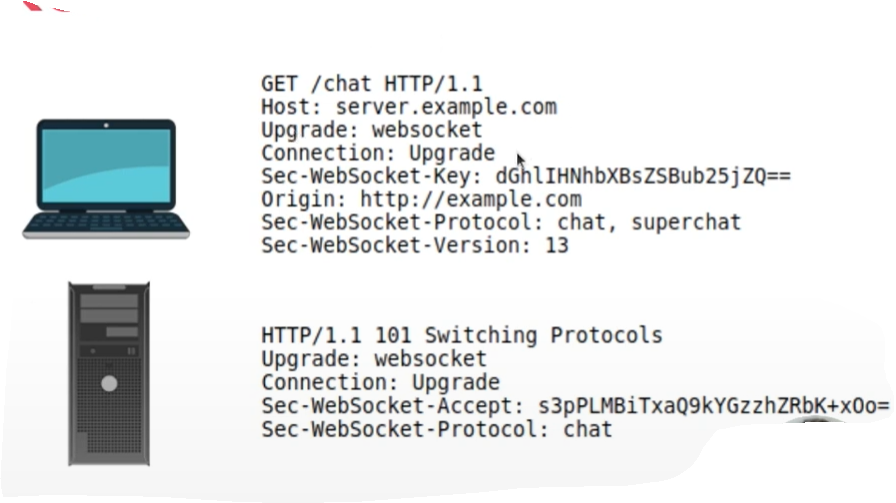 GET /chat HTTP/1.1
Host: server.example.com
Upgrade: websocket
Connection: Upgrade
Sec-WebSocket-Key: dGhlIHNhbXBsZSBub25jZQ==
Origin: http://example.com
Sec-WebSocket-Protocol: chat, superchat
Sec-WebSocket-Version: 13
HTTP/1.1 101 Switching Protocols
Upgrade: websocket
Connection: Upgrade
Sec-WebSocket-Accept: s3pPLMBiTxaQ9kYGzzhZRbK+xOo=
Sec-WebSocket-Protocol: chat